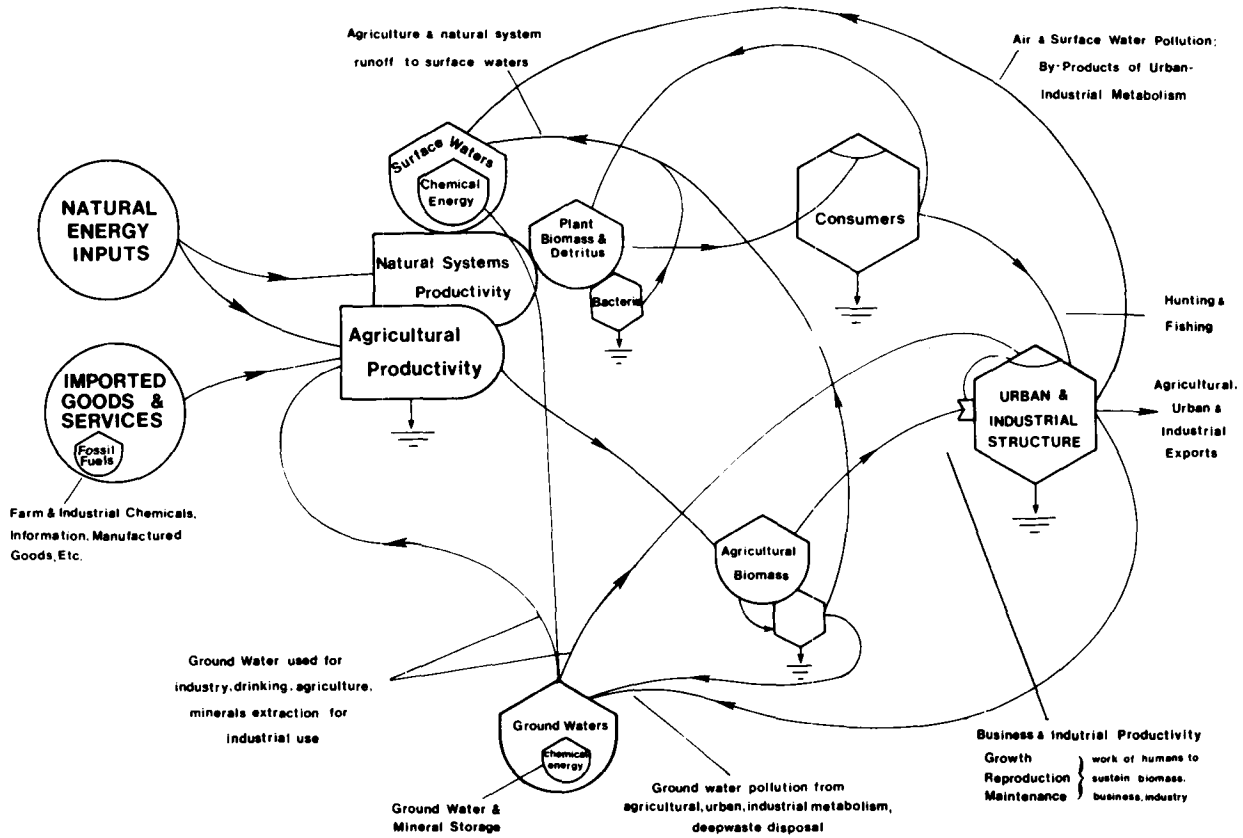 Agriculture & natural system
runoff to surface waters
Air & Surface Water Pollution;
By-Products of Urban-
Industrial Metabolism
Surface Waters
Chemical
Energy
NATURAL
ENERGY
INPUTS
Plant
Biomass &
Detritus
Consumers
Natural Systems
Productivity
Bacteria
Hunting &
Fishing
Agricultural
Productivity
IMPORTED
GOODS &
SERVICES
Fossil
Fuels
URBAN &
INDUSTRIAL
STRUCTURE
Agricultural,
Urban &
Industrial
Exports
Farm & Industrial Chemicals,
Information, Manufactured
Goods, Etc.
Agricultural
Biomass
Ground Water used for
industry, drinking, agriculture,
minerals extraction for
industrial use
Ground Waters
Chemical
energy
Ground Water &
Mineral Storage
Ground water pollution from
agricultural, urban, industrial metabolism,
deepwaste disposal
Business & Indutrial Productivity
Growth
Reproduction
Maintenance
work of humans to
sustain biomass,
business, industry